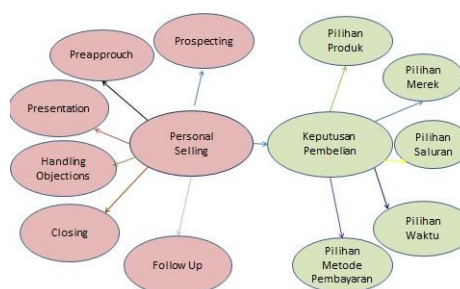 Prospecting
Preapprouch
Presentation
Handling
Objections
Closing
Follow Up
Personal
Selling
Keputusan
Pembelian
Pilihan
Produk
Pilihan
Merek
Pilihan
Saluran
Pilihan
Waktu
Pilihan
Metode
Pembayaran